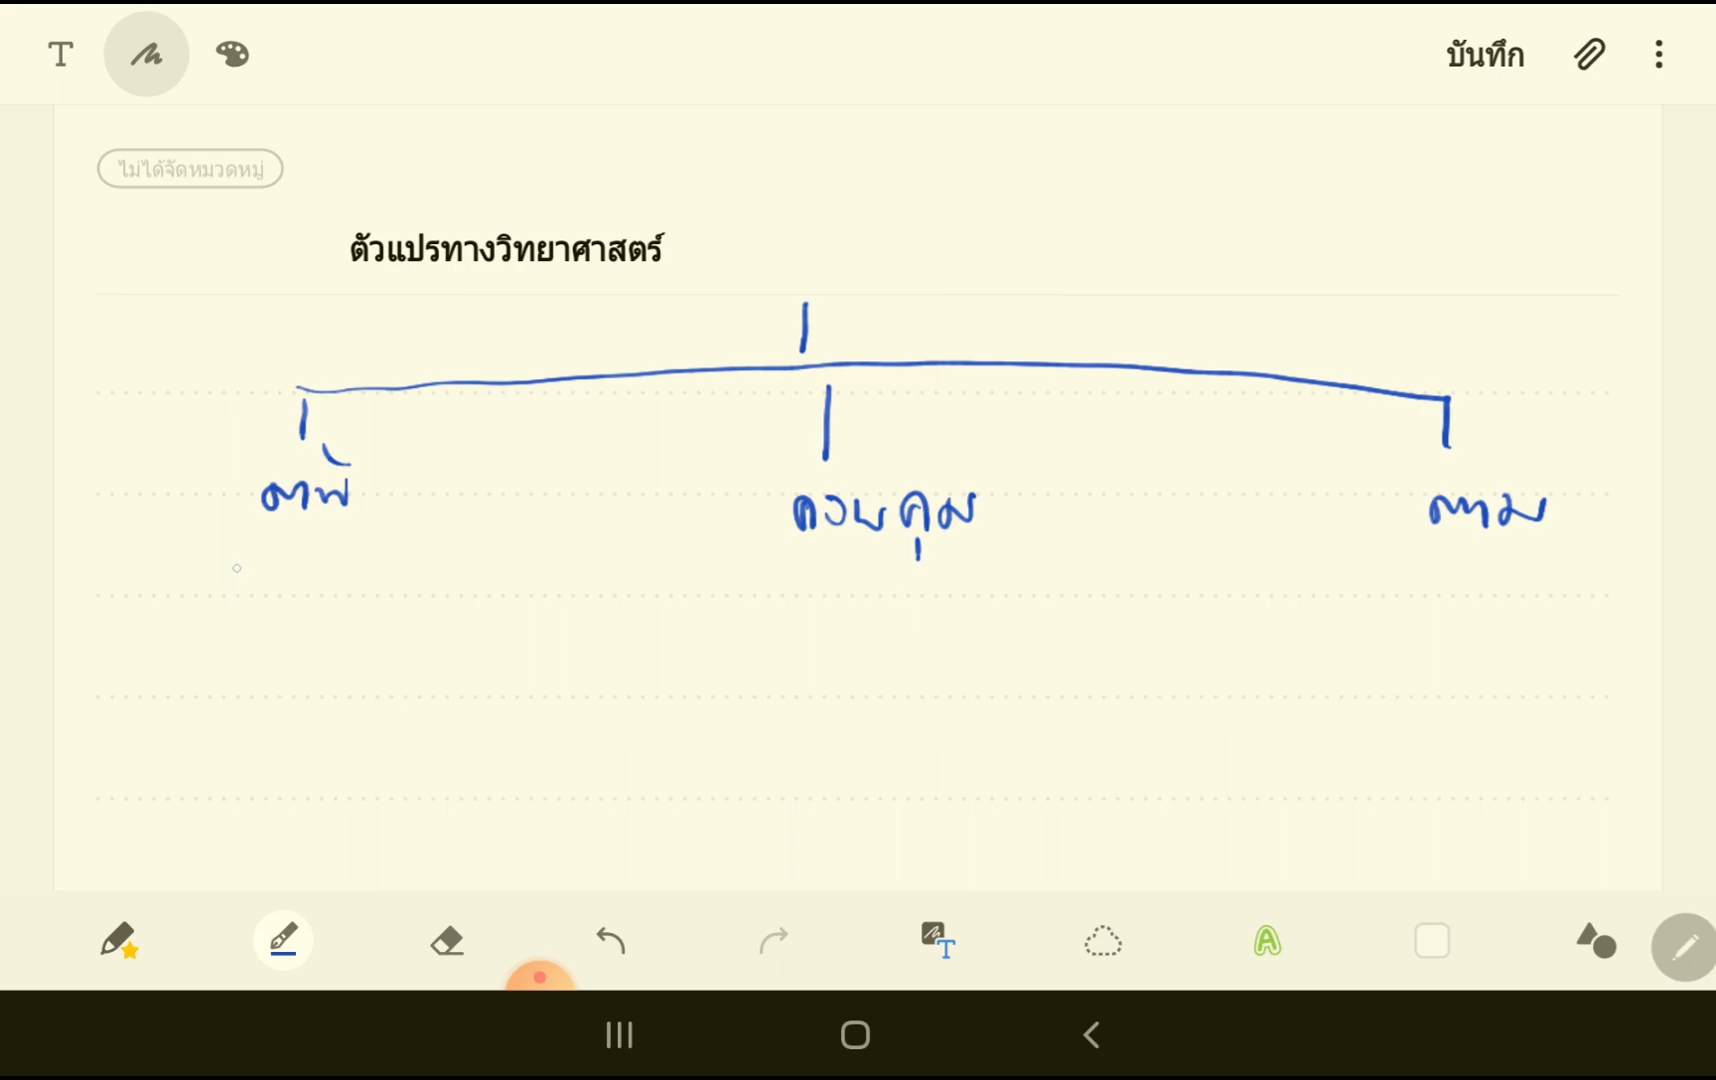 บันทึก
ไม่ได้จัดหมวดหมู่
ตัวแปรทางวิทยาศาสตร์
ควบคุม
ตาม